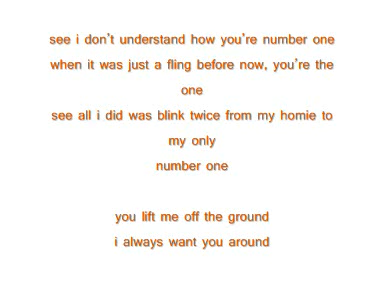 see i don't understand how you're number one
when it was just a fling before now, you're the
one
see all i did was blink twice from my homie to
my only
number one
you lift me off the ground
i always want you around